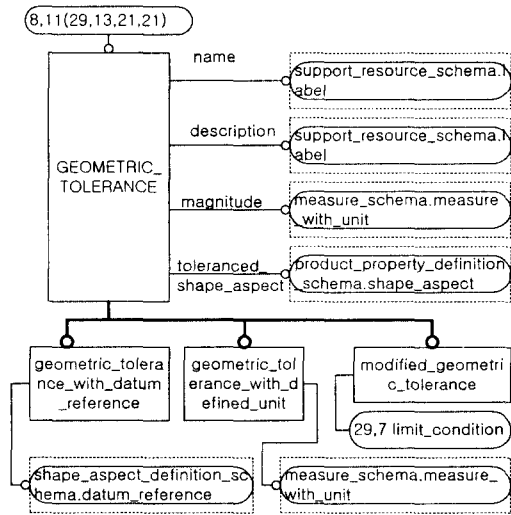 8,11(29,13,21,21)
name
support_resource_schema.l
abel
description
support_resource_schema.l
abel
GEOMETRIC_
TOLERANCE
magnitude
measure_schema.measure
_with_unit
toleranced_
shape_aspect
product_property_definition
_schema.shape_aspect
geometric_tolera
nce_with_datum
_reference
geometric_tol
erance_with_d
efined_unit
modified_geometri
c_tolerance
29,7 limit_condition
shape_aspect_definition_sc
hema.datum_reference
measure_schema.measure_
with_unit